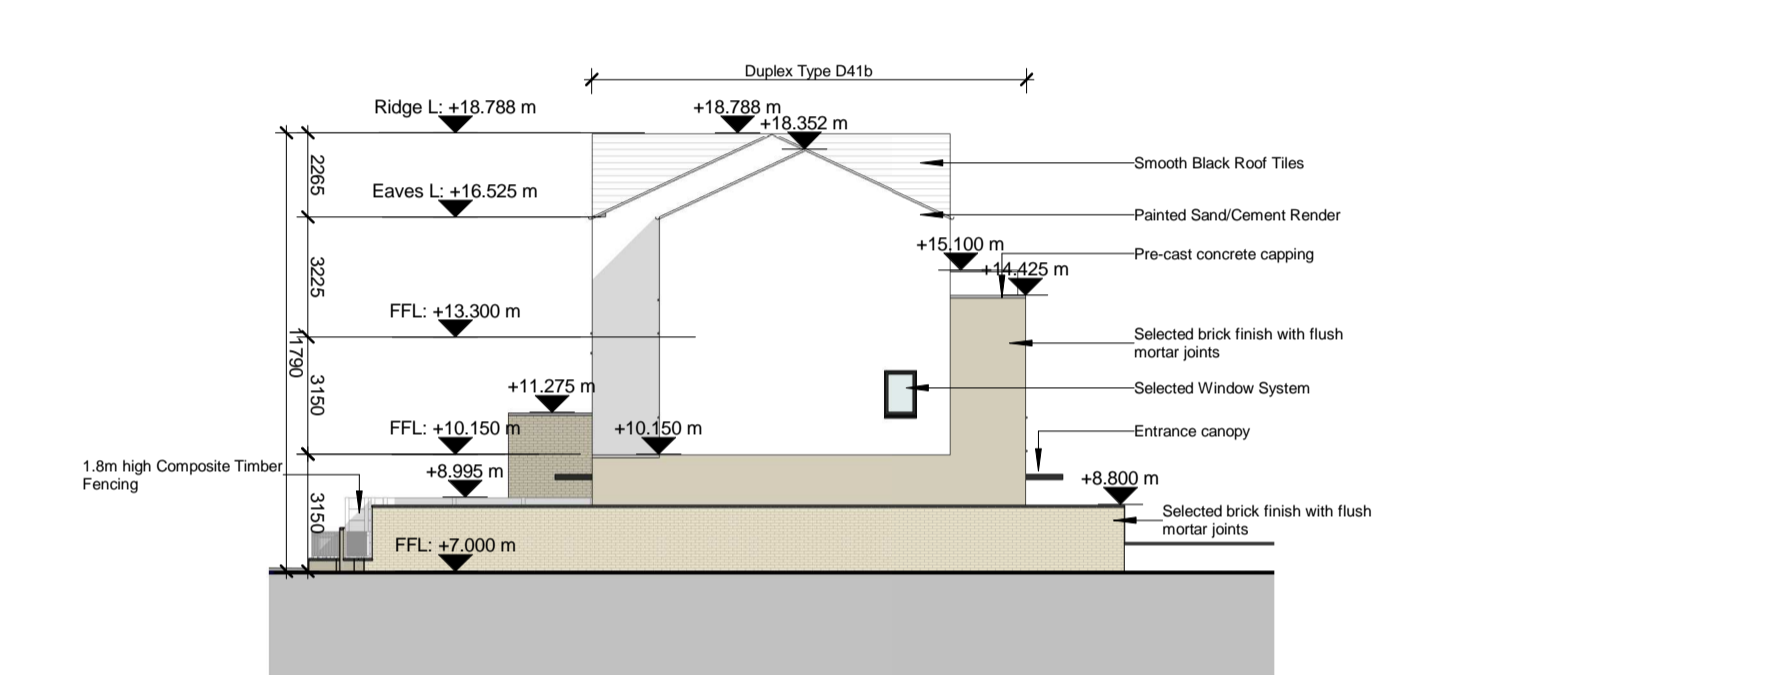 Duplex Type D41b
Ridge L: +18.788 m
+18.788 m
+18.352 m
2265
Smooth Black Roof Tiles
Eaves L: +16.525 m
Painted Sand/Cement Render
+15.100 m
Pre-cast concrete capping
+14.425 m
3225
FFL: +13.300 m
Selected brick finish with flush
mortar joints
11790
3150
+11.275 m
Selected Window System
FFL: +10.150 m
+10.150 m
Entrance canopy
1.8m high Composite Timber
Fencing
+8.995 m
+8.800 m
3150
Selected brick finish with flush
mortar joints
FFL: +7.000 m